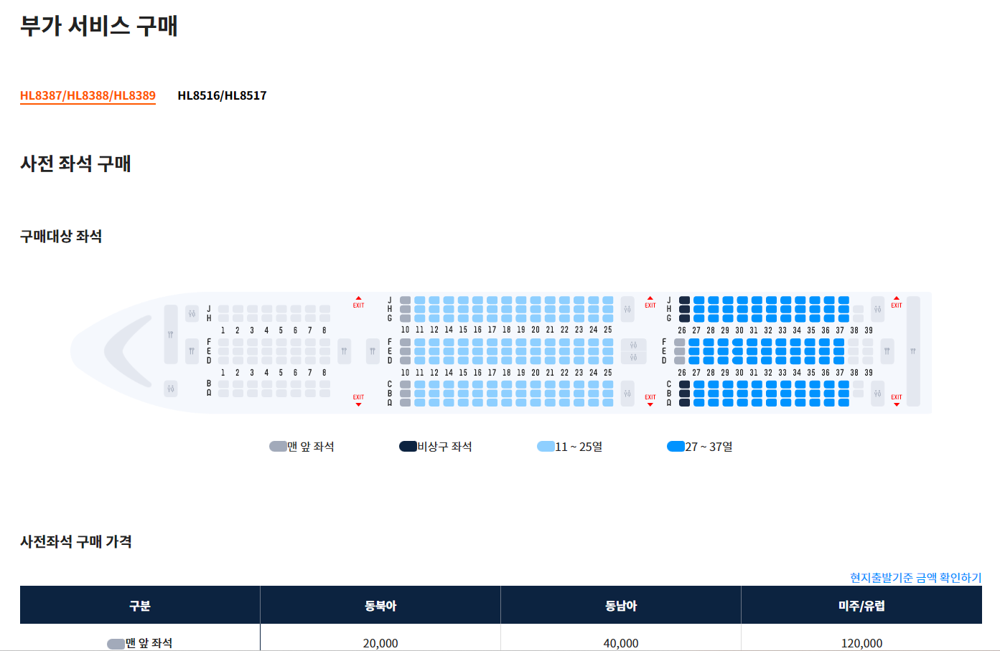 부가 서비스 구매
HL8387/HL8388/HL8389 HL8516/HL8517
사전 좌석 구매
구매대상 좌석
EXIT EXIT EXIT
J J J
H H H
G G
1 2 3 4 5 6 7 8 10 11 12 14 15 16 17 18 19 20 21 22 23 24 25 26 27 28 29 30 31 32 33 34 35 36 37 38 39
F F F
E E E
D D D
1 2 3 4 5 6 7 8 10 11 12 14 15 16 17 18 19 20 21 22 23 24 25 26 27 28 29 30 31 32 33 34 35 36 37 38 39
C C
B B B
A A A
EXIT EXIT EXIT
맨 앞 좌석 비상구 좌석 11 ~ 25열 27 ~ 37열
사전좌석 구매 가격
현지출발기준 금액 확인하기
구분 동북아 동남아 미주/유럽
맨 앞 좌석 20,000 40,000 120,000